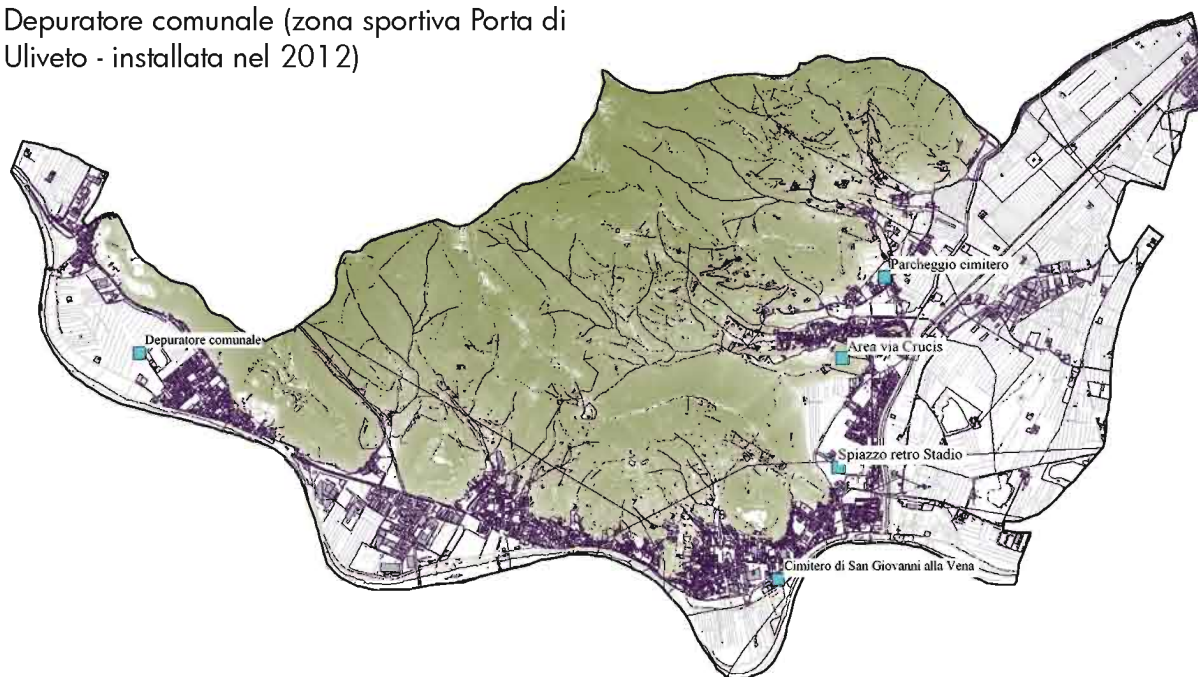 Depuratore comunale (zona sportiva Porta di
Uliveto - installata nel 2012)
Parcheggio cimitero
Depuratore comunale
Area via Crucis
Spiazzo retro Stadio
Cimitero di San Giovanni alla Vena